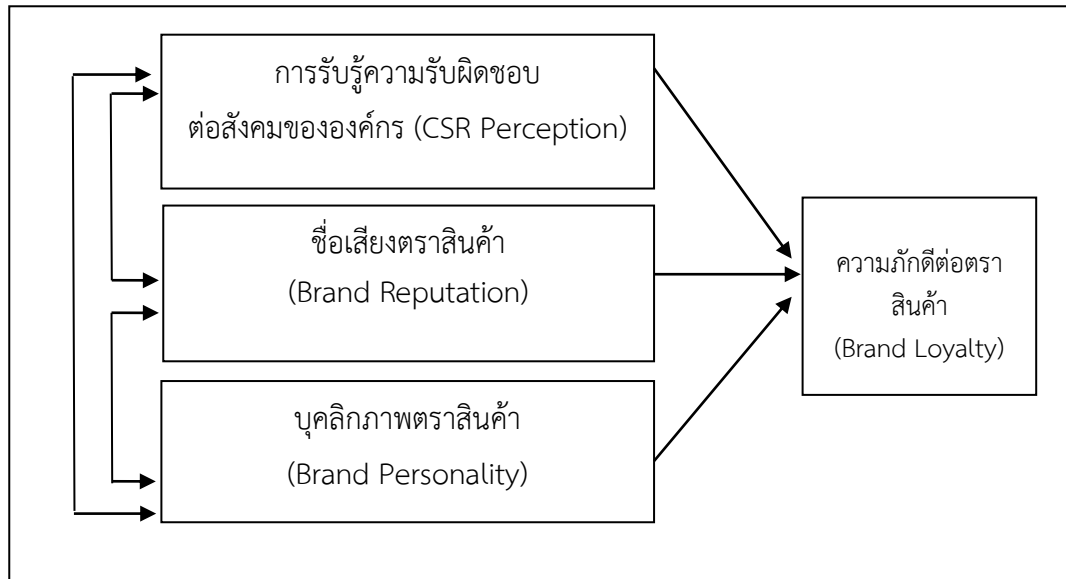 การรับรู้ความรับผิดชอบ
ต่อสังคมขององค์กร (CSR Perception)
ชื่อเสียงตราสินค้า
(Brand Reputation)
บุคลิกภาพตราสินค้า
(Brand Personality)
ความภักดีต่อตรา
สินค้า
(Brand Loyalty)